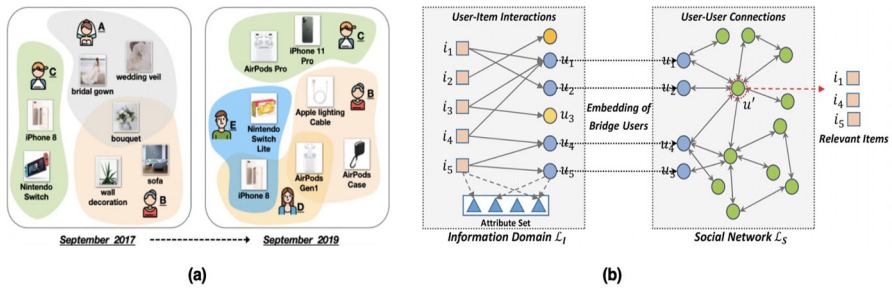 A
C
wedding veil
bridal gown
iPhone 8
bouquet
Nintendo
Switch
wall
decoration
sofa
B
September 2017
AirPods Pro
iPhone 11
Pro
C
E
Nintendo
Switch
Lite
Apple lighting
Cable
B
iPhone 8
AirPods
Gen1
AirPods
Case
D
September 2019
(a)
User-Item Interactions
i1
i2
i3
i4
i5
u1
u2
u3
u4
u5
Attribute Set
Information Domain ℒI
Embedding of
Bridge Users
User-User Connections
u1
u2
u4
u'
Social Network ℒS
i1
i4
i5
Relevant Items
(b)